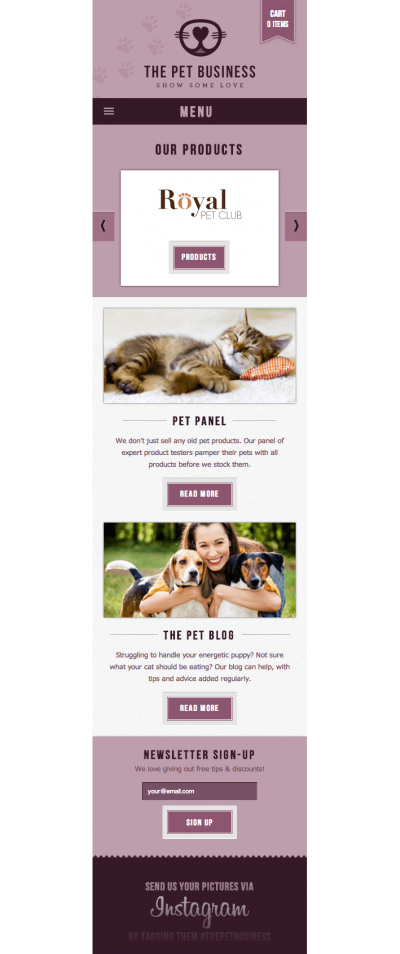 CART
0 ITEMS
THE PET BUSINESS
SHOW SOME LOVE
MENU
OUR PRODUCTS
Royal
PET CLUB
PRODUCTS
PET PANEL
We don't just sell any old pet products. Our panel of
expert product testers pamper their pets with all
products before we stock them.
READ MORE
THE PET BLOG
Struggling to handle your energetic puppy? Not sure
what your cat should be eating? Our blog can help, with
tips and advice added regularly.
READ MORE
NEWSLETTER SIGN-UP
We love giving out free tips & discounts!
your@email.com
SIGN UP
SEND US YOUR PICTURES VIA
Instagram
BY TAGGING THEM #THEPETBUSINESS